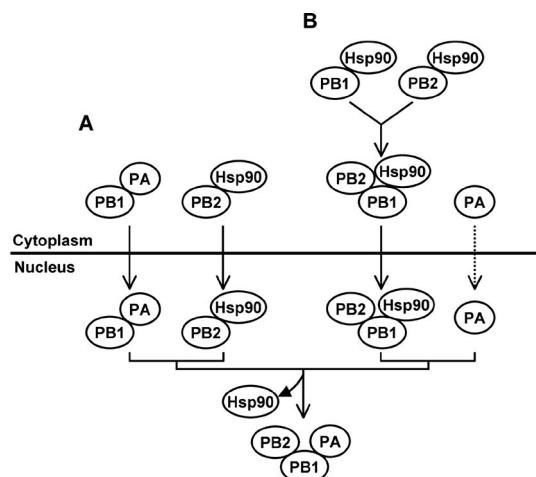 B
Hsp90 Hsp90
PB1 PB2
A
PA Hsp90 PB2 Hsp90
PB1 PB2 PB1 PA
Cytoplasm
Nucleus
PA Hsp90 PB2 Hsp90
PB1 PB2 PB1 PA
Hsp90
PB2 PA
PB1